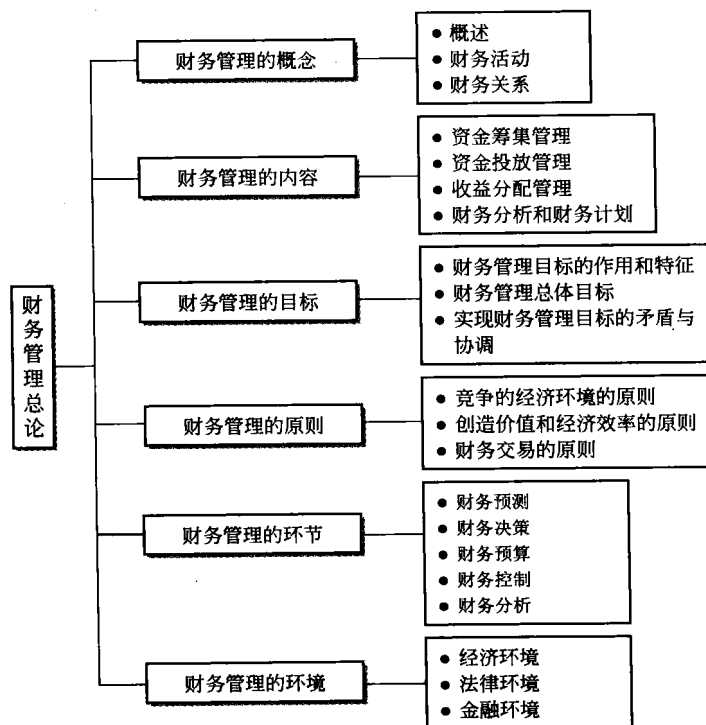 财务管理总论
财务管理的概念
● 概述
● 财务活动
● 财务关系
财务管理的内容
● 资金筹集管理
● 资金投放管理
● 收益分配管理
● 财务分析和财务计划
财务管理的目标
● 财务管理目标的作用和特征
● 财务管理总体目标
● 实现财务管理目标的矛盾与
协调
财务管理的原则
● 竞争的经济环境的原则
● 创造价值和经济效率的原则
● 财务交易的原则
财务管理的环节
● 财务预测
● 财务决策
● 财务预算
● 财务控制
● 财务分析
财务管理的环境
● 经济环境
● 法律环境
● 金融环境